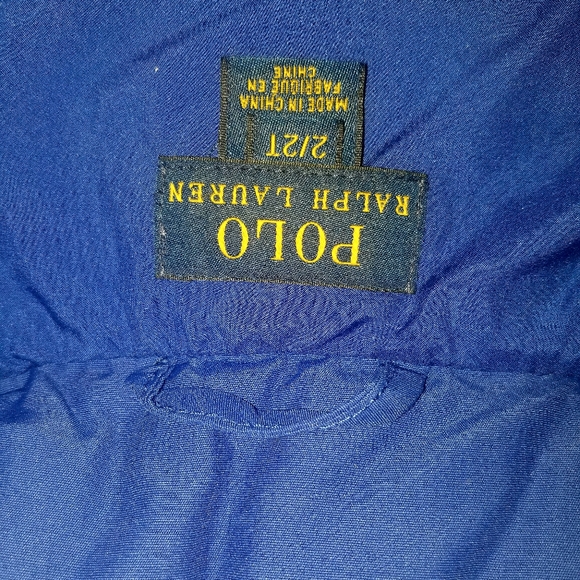 POLO
RALPH LAUREN
2/2T
MADE IN CHINA
FABRIQUE EN
CHINE